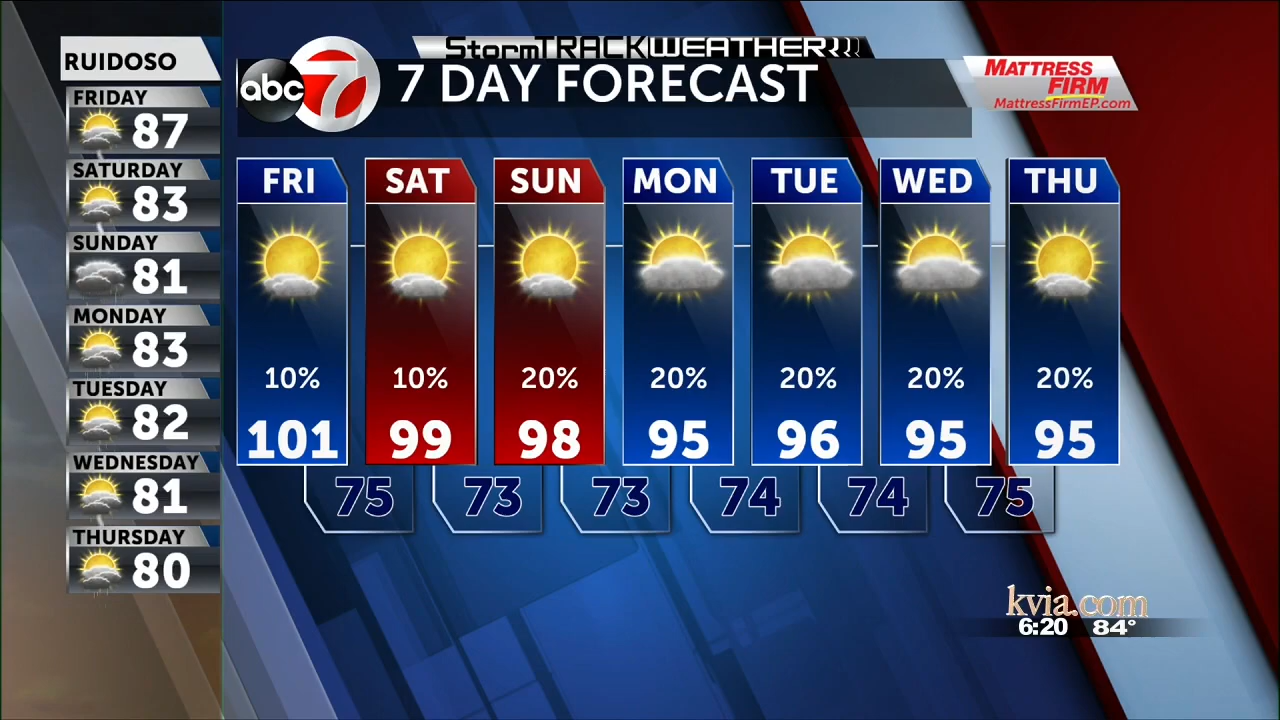 RUIDOSO
FRIDAY
87
SATURDAY
83
SUNDAY
81
MONDAY
83
TUESDAY
82
WEDNESDAY
81
THURSDAY
80
StormTRACK WEATHER
abc 7
7 DAY FORECAST
MATTRESS
FIRM
MattressFirmEP.com
FRI SAT SUN MON TUE WED THU
10% 10% 20% 20% 20% 20% 20%
101 99 98 95 96 95 95
75 73 73 74 74 75
kvia.com
6:20 84°